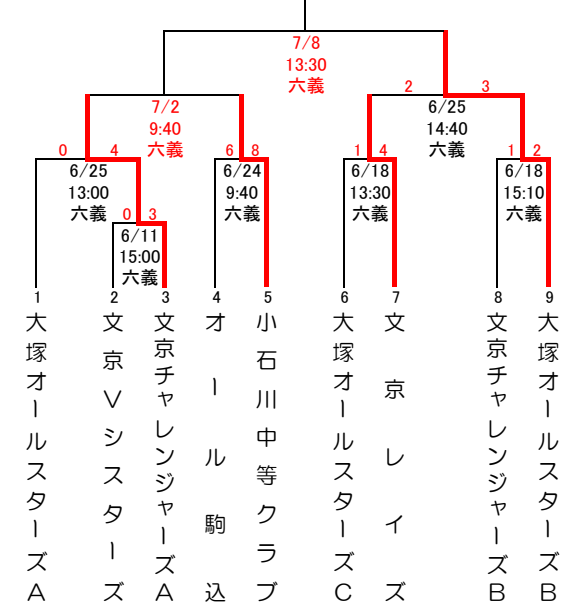 7/8
13:30
六義
2
3
6/25
14:40
六義
7/2
9:40
六義
0
4
6/25
13:00
六義
6
8
6/24
9:40
六義
1
4
6/18
13:30
六義
1
2
6/18
15:10
六義
0
3
6/11
15:00
六義
1
大塚オールスターズA
2
文京Vシスターズ
3
文京チャレンジャーズA
4
オール駒込
5
小石川中等クラブ
6
大塚オールスターズC
7
文京レイズ
8
文京チャレンジャーズB
9
大塚オールスターズB